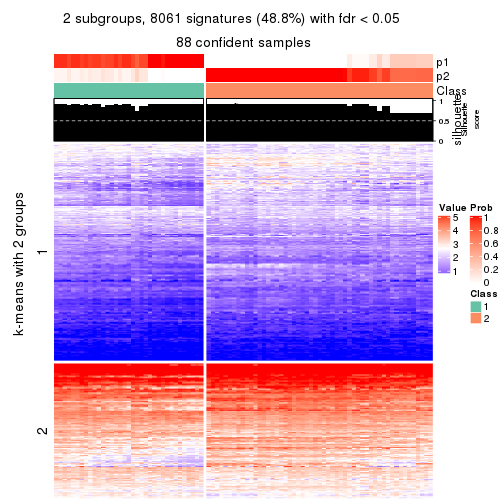 2 subgroups, 8061 signatures (48.8%) with fdr < 0.05
88 confident samples
p1
p2
Class
silhouette
Silhouette
score
1
0.5
0
k-means with 2 groups
1
2
Value
5
4
3
2
1
Prob
1
0.8
0.6
0.4
0.2
0
Class
1
2